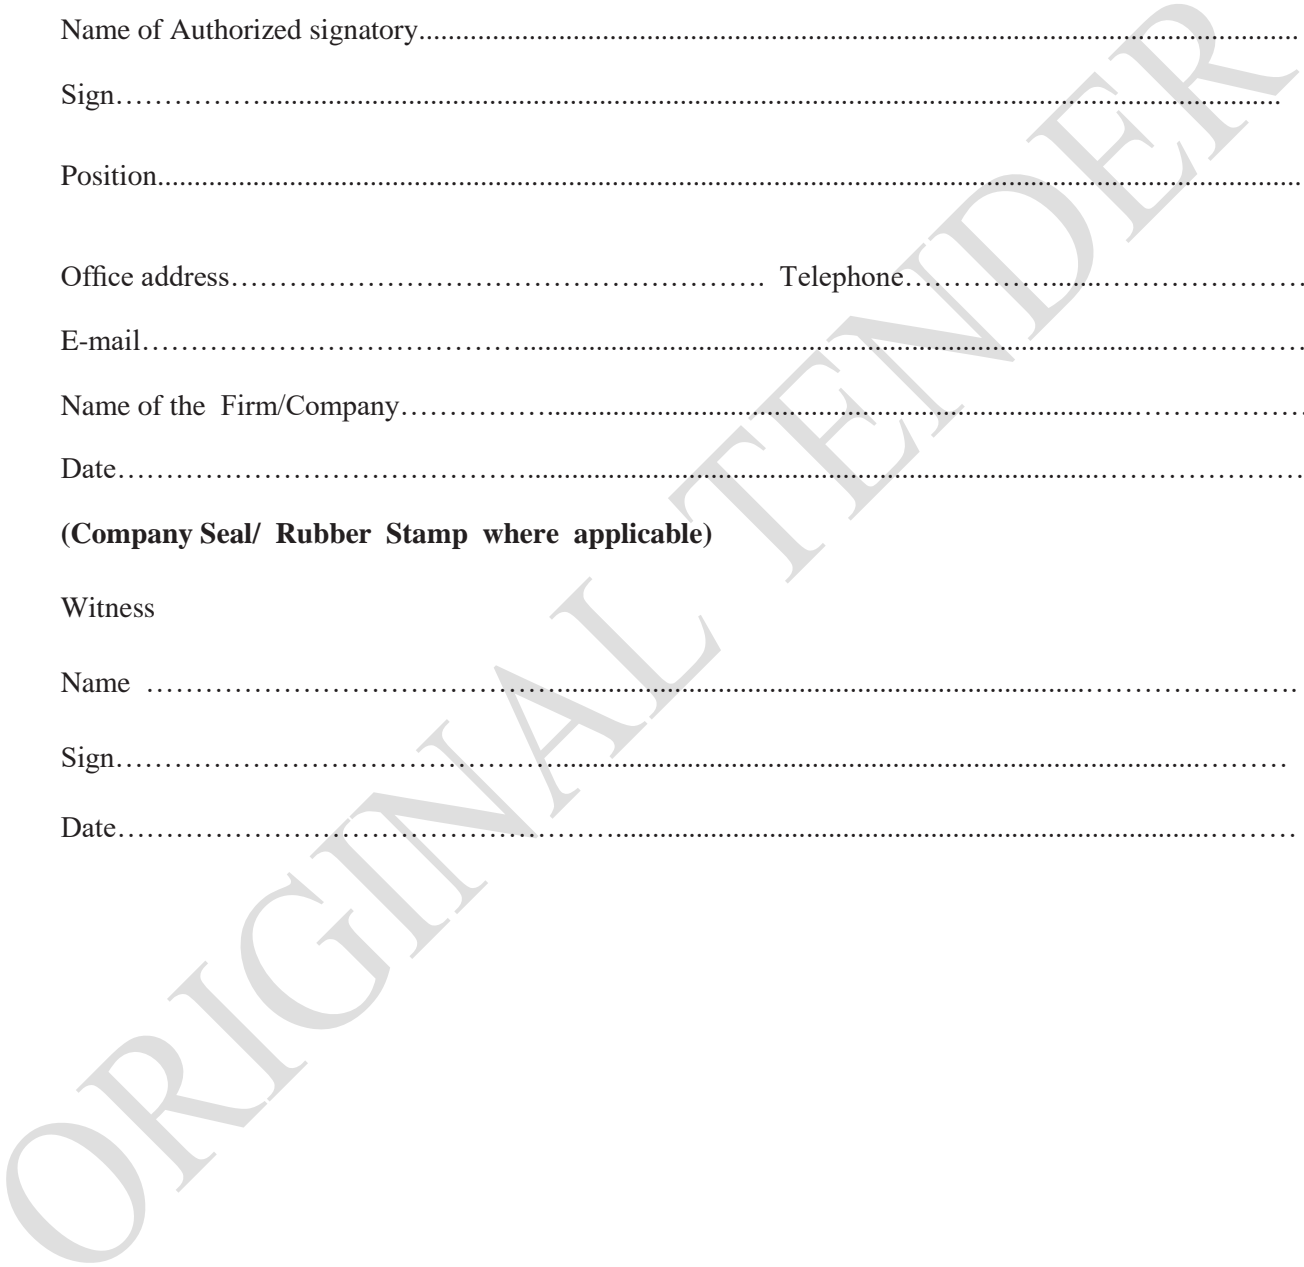 Name of Authorized signatory....................................................................................................................
Sign……………..............................................................................................................................
Position.........................................................................................................................................................
Office address………………………………………………. Telephone……………......…………………
E-mail…………………………………......................................................................................……………
Name of the Firm/Company……………...............................................................................………………
Date……………………………………..............................................................................…………………
(Company Seal/ Rubber Stamp where applicable)
Witness
Name ……………………………………........................................................................………………….
Sign………………………………………......................................................................................………
Date……………………………………………................................................................................………
ORIGINAL TENDER